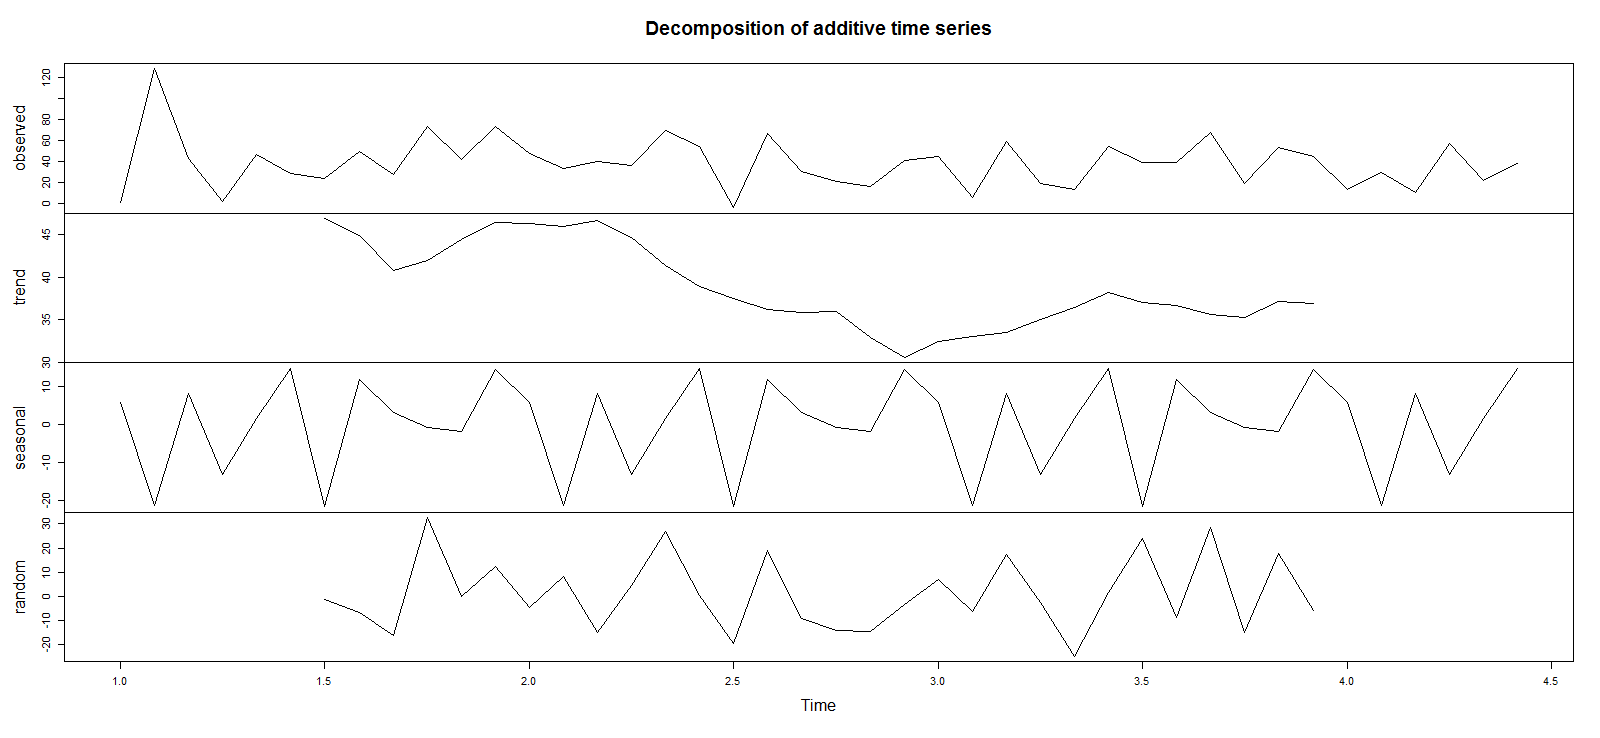 Decomposition of additive time series
observed
0 20 40 60 80 120
trend
30 35 40 45
seasonal
-20 -10 0 10
random
-20 -10 0 10 20 30
1.0 1.5 2.0 2.5 3.0 3.5 4.0 4.5
Time